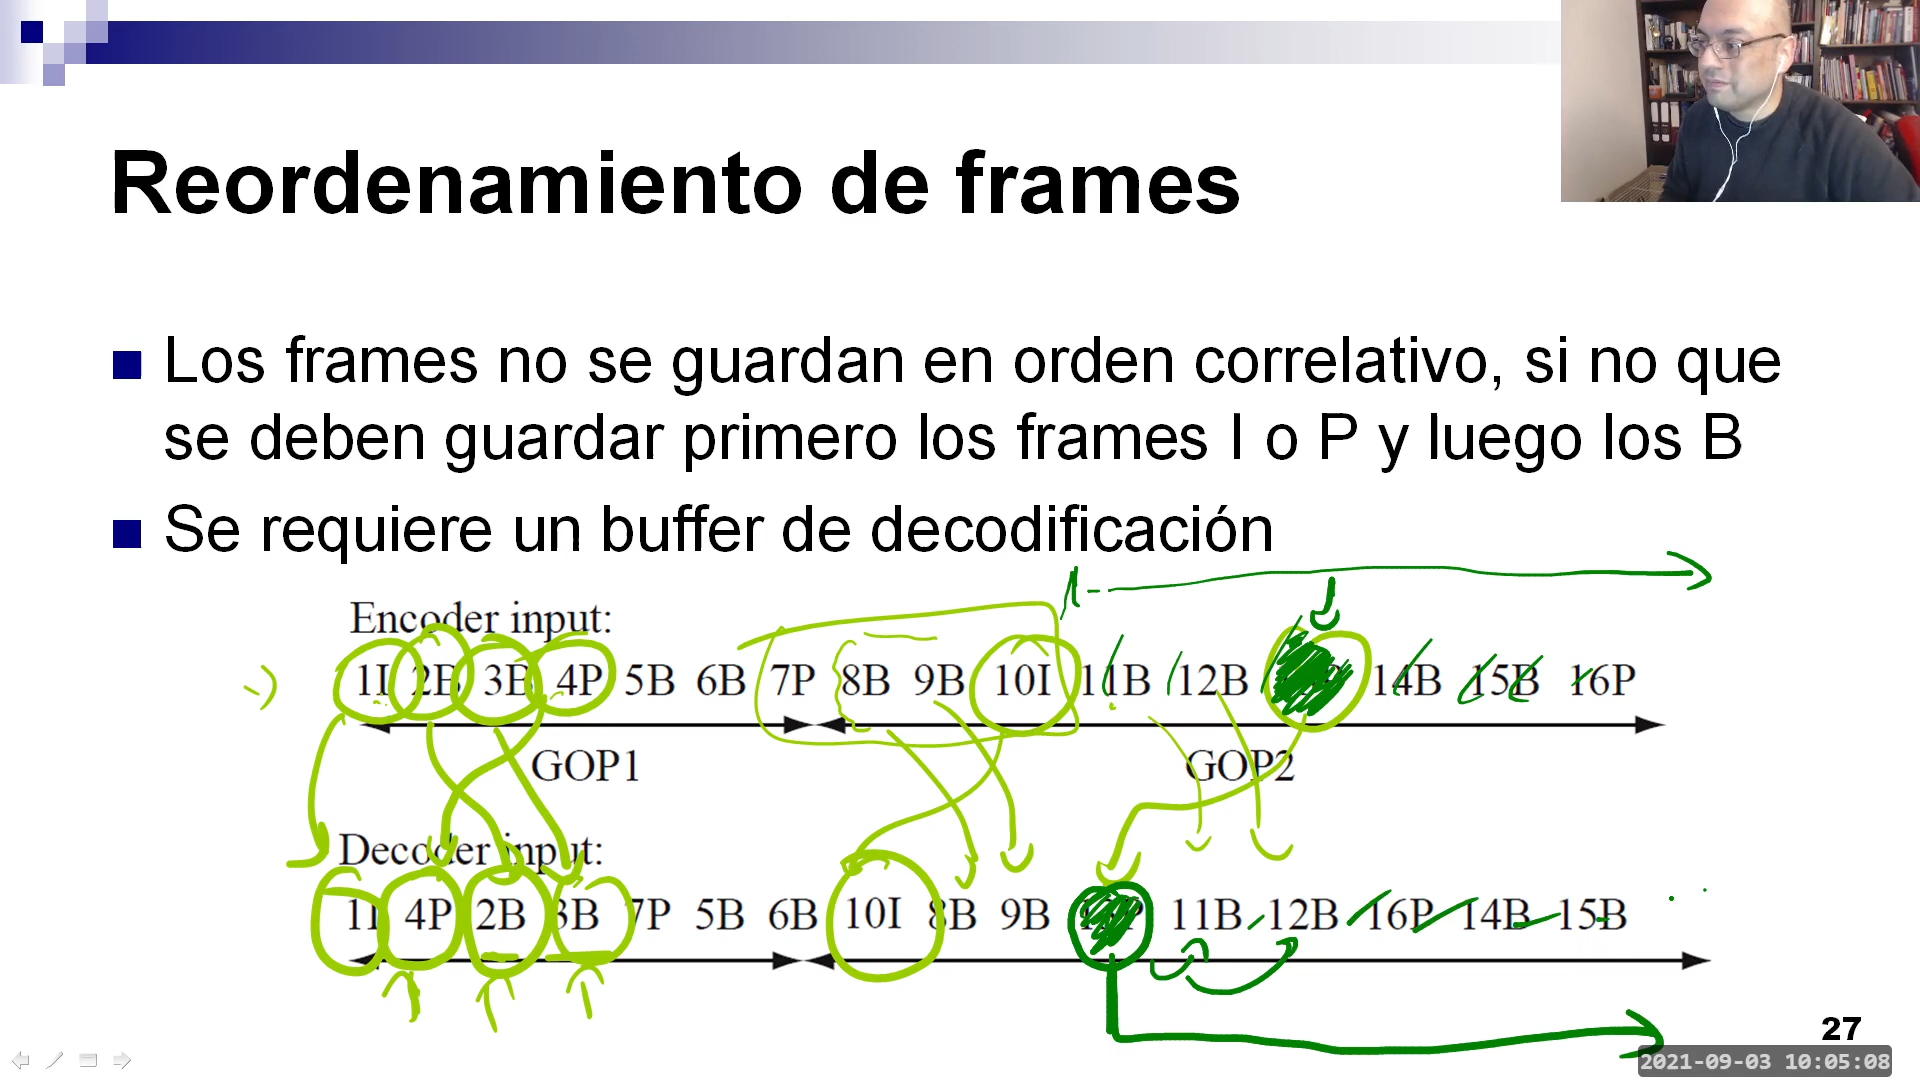 Reordenamiento de frames
Los frames no se guardan en orden correlativo, si no que
se deben guardar primero los frames I o P y luego los B
Se requiere un buffer de decodificación
Encoder input:
1I 2B 3B 4P 5B 6B 7P 8B 9B 10I 11B 12B 14B 15B 16P
GOP1 GOP2
Decoder input:
1I 4P 2B 3B 7P 5B 6B 10I 8B 9B 13P 11B 12B 16P 14B 15B
27
2021-09-03 10:05:08